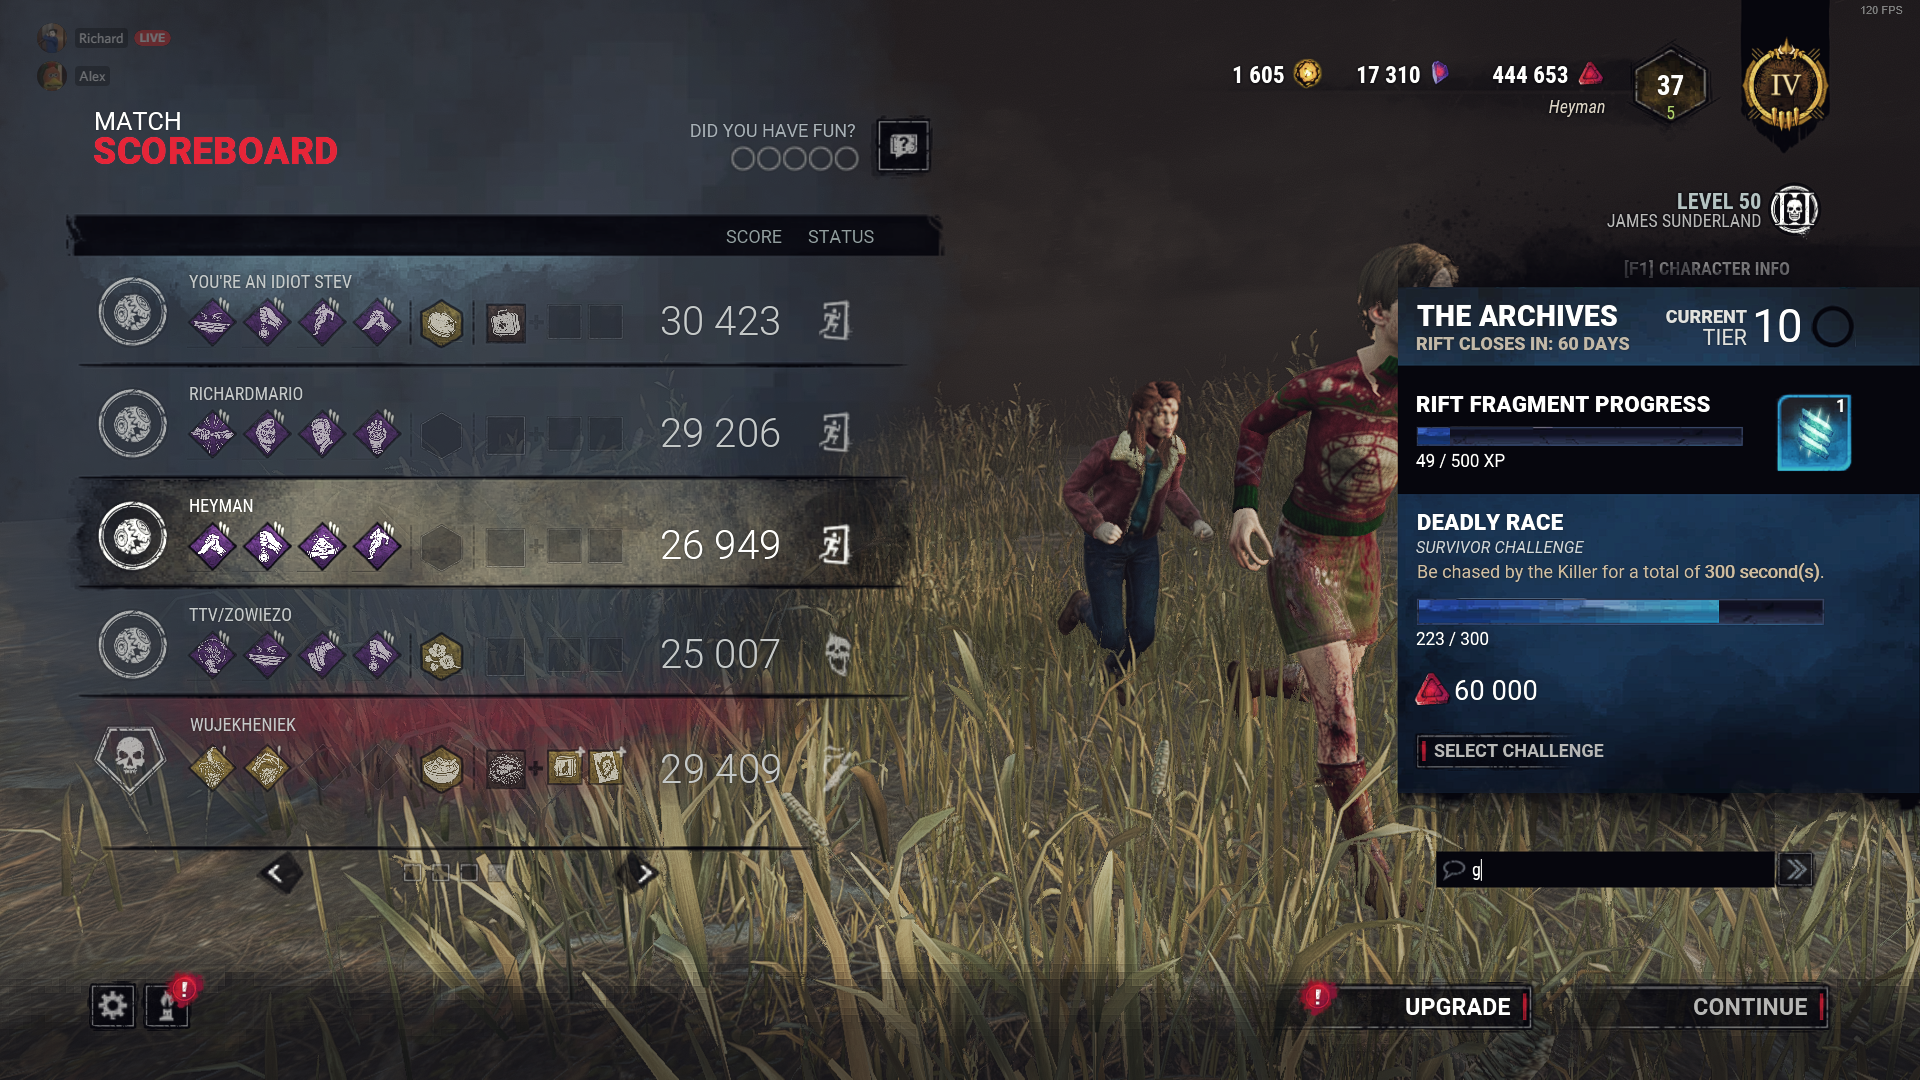 120 FPS
Richard LIVE
Alex
1 605 17 310 444 653
Heyman
37
5
IV
MATCH
SCOREBOARD
DID YOU HAVE FUN?
LEVEL 50
JAMES SUNDERLAND
[F1] CHARACTER INFO
SCORE STATUS
YOU'RE AN IDIOT STEV
30 423
RICHARDMARIO
29 206
HEYMAN
26 949
TTV/ZOWIEZO
25 007
WUJEKHENIEK
29 409
THE ARCHIVES
RIFT CLOSES IN: 60 DAYS
CURRENT
TIER 10
RIFT FRAGMENT PROGRESS
1
49 / 500 XP
DEADLY RACE
SURVIVOR CHALLENGE
Be chased by the Killer for a total of 300 second(s).
223 / 300
60 000
SELECT CHALLENGE
g
UPGRADE
CONTINUE